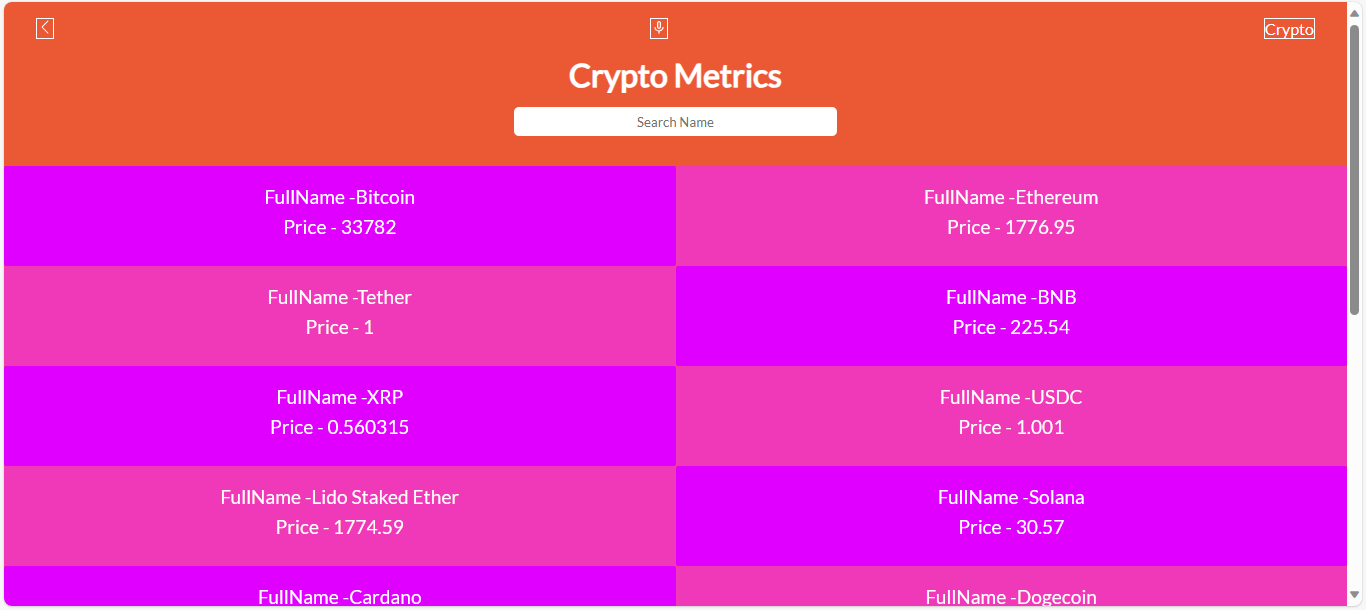 Crypto
Crypto Metrics
Search Name
FullName -Bitcoin
Price - 33782
FullName -Ethereum
Price - 1776.95
FullName -Tether
Price - 1
FullName -BNB
Price - 225.54
FullName -XRP
Price - 0.560315
FullName -USDC
Price - 1.001
FullName -Lido Staked Ether
Price - 1774.59
FullName -Solana
Price - 30.57
FullName -Cardano
FullName -Dogecoin